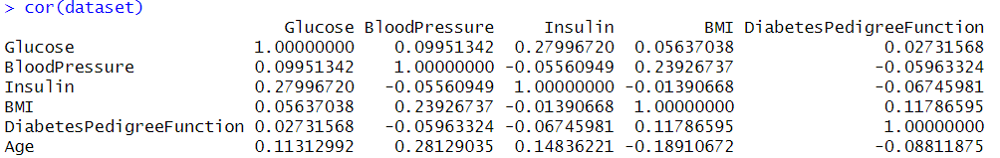 > cor(dataset)
Glucose BloodPressure Insulin BMI DiabetesPedigreeFunction
Glucose 1.00000000 0.09951342 0.27996720 0.05637038 0.02731568
BloodPressure 0.09951342 1.00000000 -0.05560949 0.23926737 -0.05963324
Insulin 0.27996720 -0.05560949 1.00000000 -0.01390668 -0.06745981
BMI 0.05637038 0.23926737 -0.01390668 1.00000000 0.11786595
DiabetesPedigreeFunction 0.02731568 -0.05963324 -0.06745981 0.11786595 1.00000000
Age 0.11312992 0.28129035 0.14836221 -0.18910672 -0.08811875